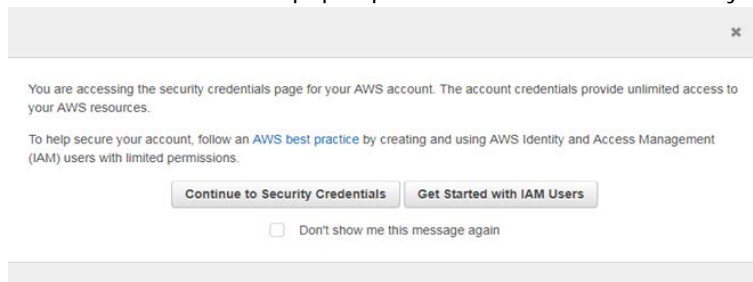 You are accessing the security credentials page for your AWS account. The account credentials provide unlimited access to
your AWS resources.
To help secure your account, follow an AWS best practice by creating and using AWS Identity and Access Management
(IAM) users with limited permissions.
Continue to Security Credentials Get Started with IAM Users
Don't show me this message again